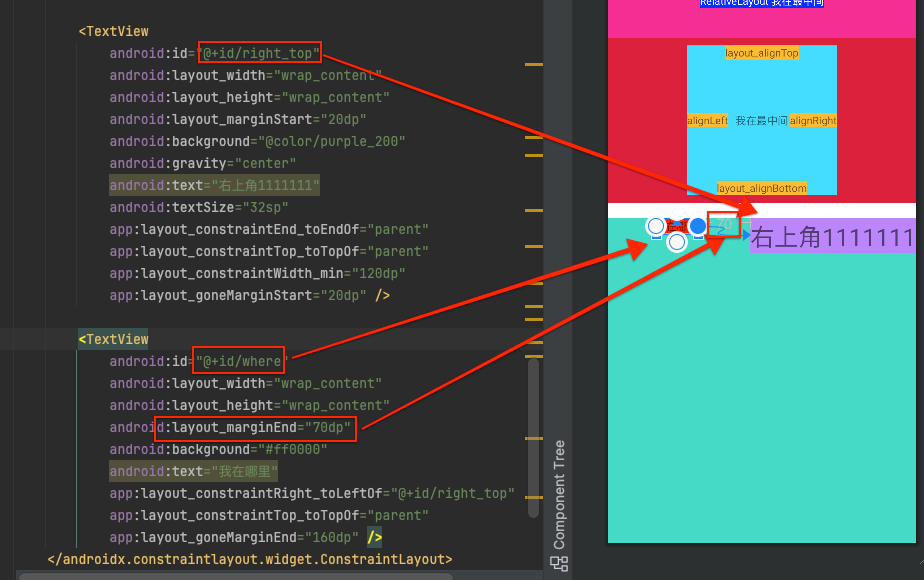 <TextView
android:id="@+id/right_top"
android:layout_width="wrap_content"
android:layout_height="wrap_content"
android:layout_marginStart="20dp"
android:background="@color/purple_200"
android:gravity="center"
android:text="右上角1111111"
android:textSize="32sp"
app:layout_constraintEnd_toEndOf="parent"
app:layout_constraintTop_toTopOf="parent"
app:layout_constraintWidth_min="120dp"
app:layout_goneMarginStart="20dp" />
<TextView
android:id="@+id/where"
android:layout_width="wrap_content"
android:layout_height="wrap_content"
android:layout_marginEnd="70dp"
android:background="#ff0000"
android:text="我在哪里"
app:layout_constraintRight_toLeftOf="@+id/right_top"
app:layout_constraintTop_toTopOf="parent"
app:layout_goneMarginEnd="160dp" />
</androidx.constraintlayout.widget.ConstraintLayout>
Component Tree
RelativeLayout 我在最中间
layout_alignTop
alignLeft 我在最中间 alignRight
layout_alignBottom
70
右上角1111111